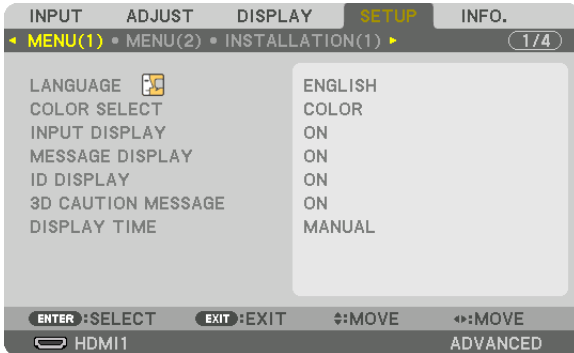 INPUT ADJUST DISPLAY SETUP INFO.
MENU(1) • MENU(2) • INSTALLATION(1) 1/4
LANGUAGE ENGLISH
COLOR SELECT COLOR
INPUT DISPLAY ON
MESSAGE DISPLAY ON
ID DISPLAY ON
3D CAUTION MESSAGE ON
DISPLAY TIME MANUAL
ENTER :SELECT EXIT :EXIT :MOVE :MOVE
HDMI1 ADVANCED